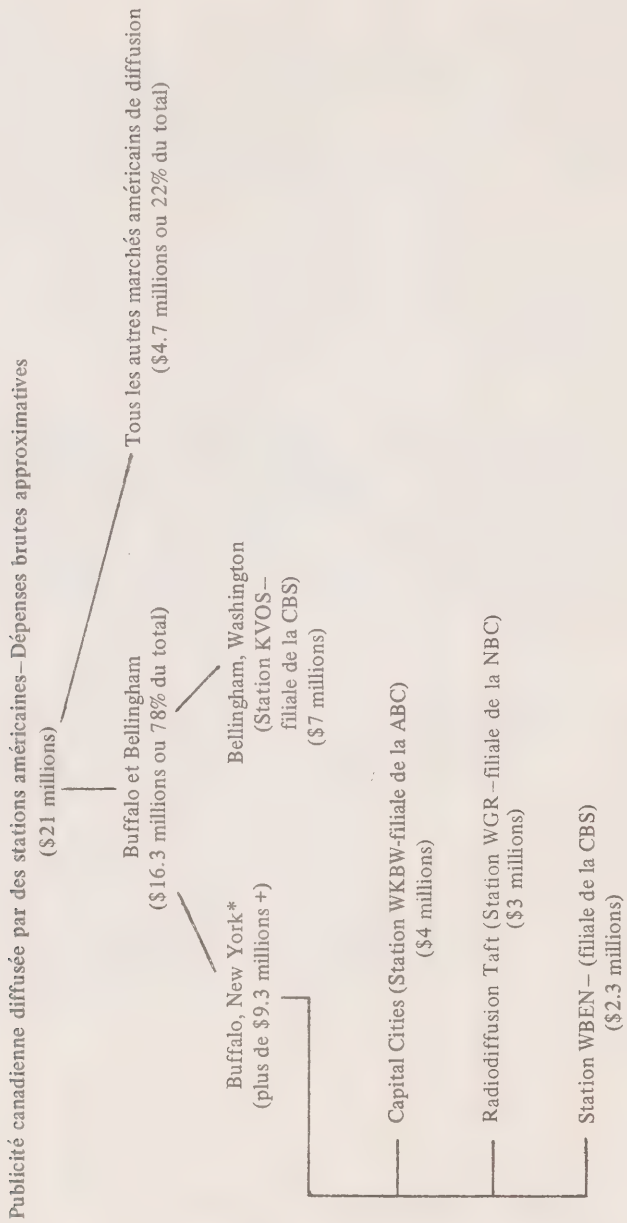 Publicité canadienne diffusée par des stations américaines—Dépenses brutes approximatives
($21 millions)
Buffalo et Bellingham
($16.3 millions ou 78% du total)
Tous les autres marchés américains de diffusion
($4.7 millions ou 22% du total)
Buffalo, New York*
(plus de $9.3 millions +)
Bellingham, Washington
(Station KVOS—
filiale de la CBS)
($7 millions)
Capital Cities (Station WKBW-filiale de la ABC)
($4 millions)
Radiodiffusion Taft (Station WGR—filiale de la NBC)
($3 millions)
Station WBEN— (filiale de la CBS)
($2.3 millions)